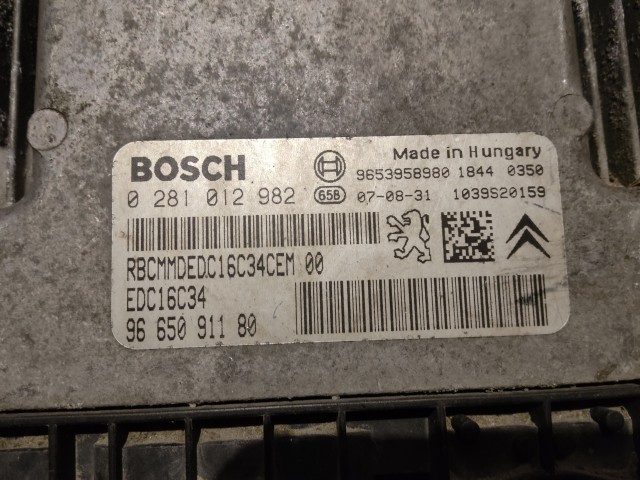 BOSCH
Made in Hungary
9653958980 1844 0350
0 281 012 982 65B 07-08-31 1039S20159
RBCMMDEDC16C34CEM 00
EDC16C34
96 650 911 80